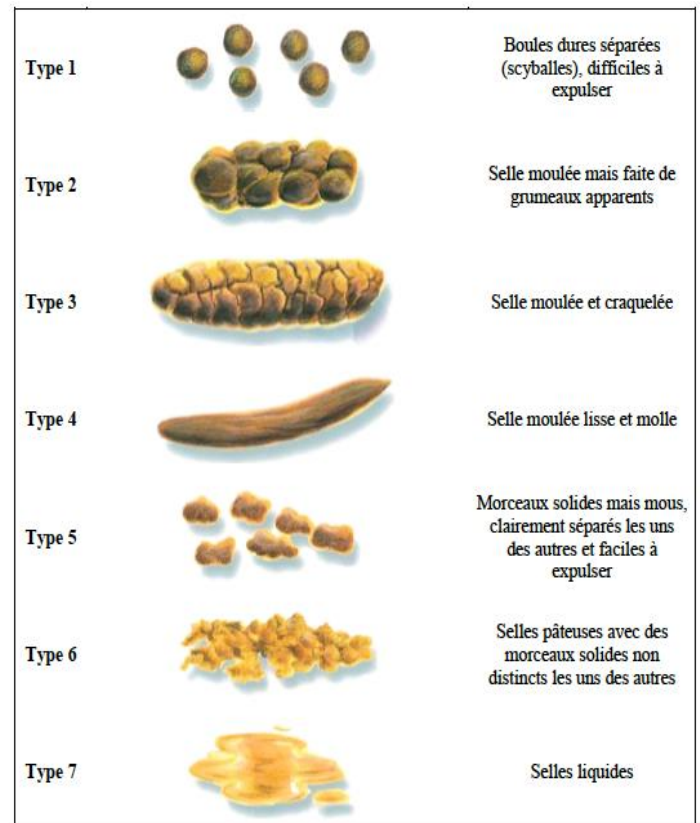 Type 1
Boules dures séparées
(scyballes), difficiles à
expulser
Type 2
Selle moulée mais faite de
grumeaux apparents
Type 3
Selle moulée et craquelée
Type 4
Selle moulée lisse et molle
Type 5
Morceaux solides mais mous,
clairement séparés les uns
des autres et faciles à
expulser
Type 6
Selles pâteuses avec des
morceaux solides non
distincts les uns des autres
Type 7
Selles liquides